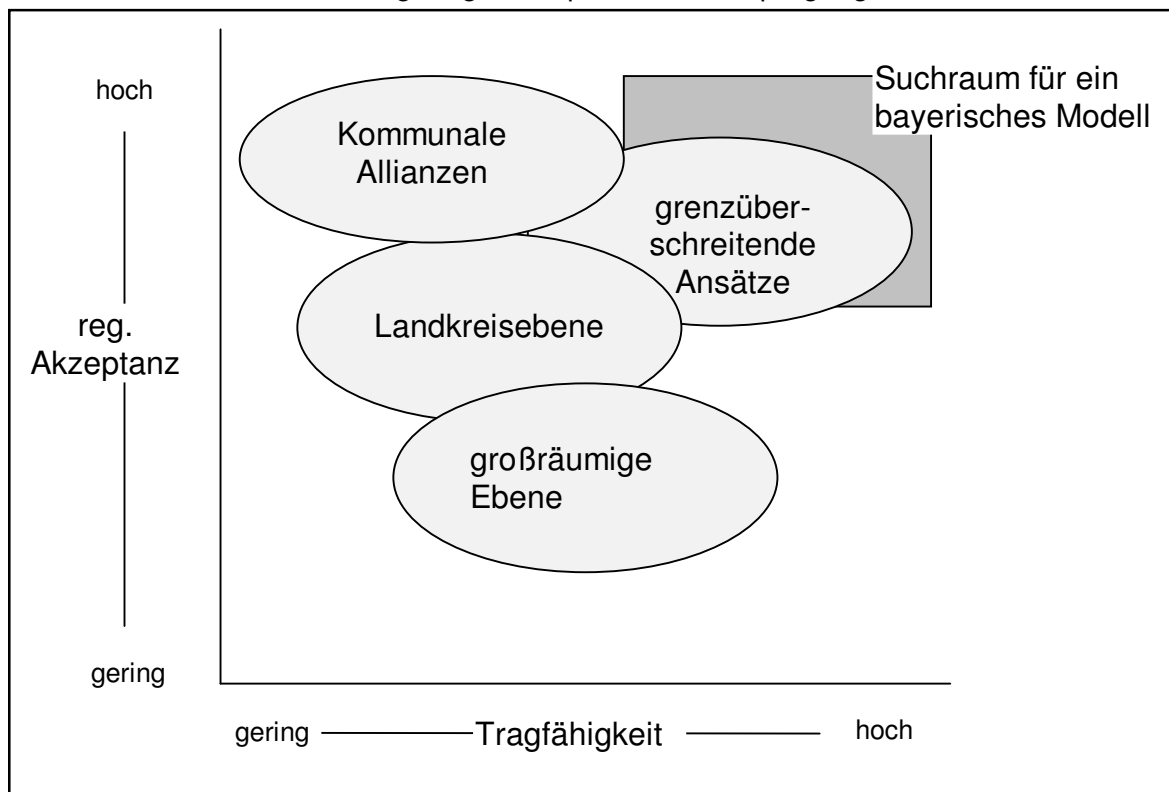 hoch
Suchraum für ein
bayerisches Modell
Kommunale
Allianzen
grenzüber-
schreitende
Ansätze
Landkreisebene
reg.
Akzeptanz
großräumige
Ebene
gering
gering Tragfähigkeit hoch